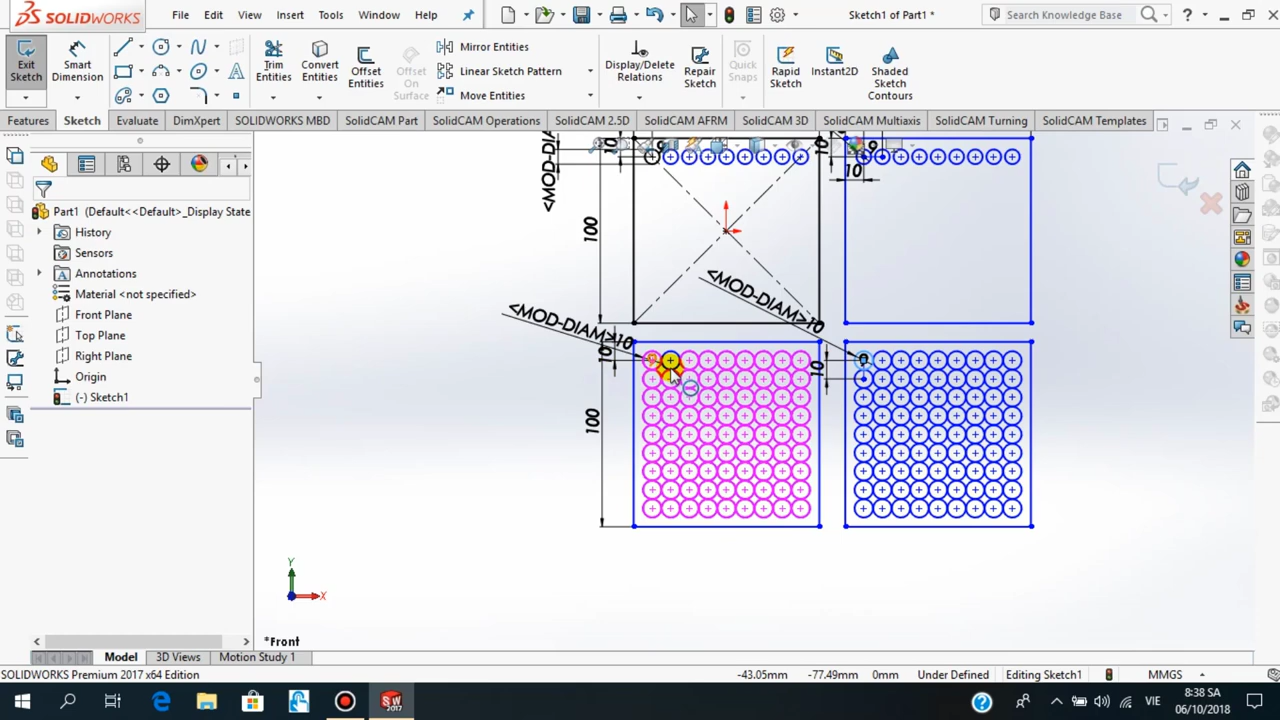 SOLIDWORKS
File Edit View Insert Tools Window Help
Sketch1 of Part1 *
Search Knowledge Base
?
Exit Sketch
Smart Dimension
Trim Entities
Convert Entities
Offset Entities
Offset On Surface
Mirror Entities
Linear Sketch Pattern
Move Entities
Display/Delete Relations
Repair Sketch
Quick Snaps
Rapid Sketch
Instant2D
Shaded Sketch Contours
Features Sketch Evaluate DimXpert SOLIDWORKS MBD SolidCAM Part SolidCAM Operations SolidCAM 2.5D SolidCAM AFRM SolidCAM 3D SolidCAM Multiaxis SolidCAM Turning SolidCAM Templates
Part1 (Default<<Default>_Display State
History
Sensors
Annotations
Material <not specified>
Front Plane
Top Plane
Right Plane
Origin
(-) Sketch1
<MOD-DIA
10
9
10
9
10
100
<MOD-DIAM>10
<MOD-DIAM>10
10
10
100
Y
X
*Front
Model 3D Views Motion Study 1
SOLIDWORKS Premium 2017 x64 Edition
-43.05mm -77.49mm 0mm Under Defined Editing Sketch1 MMGS
SW 2017
VIE
8:38 SA
06/10/2018